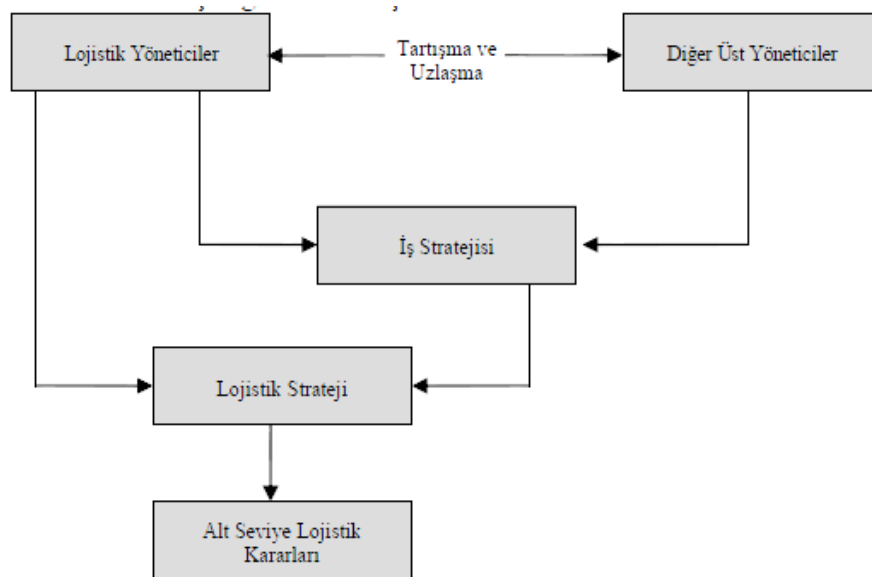 Lojistik Yöneticiler
Tartışma ve
Uzlaşma
Diğer Üst Yöneticiler
İş Stratejisi
Lojistik Strateji
Alt Seviye Lojistik
Kararları